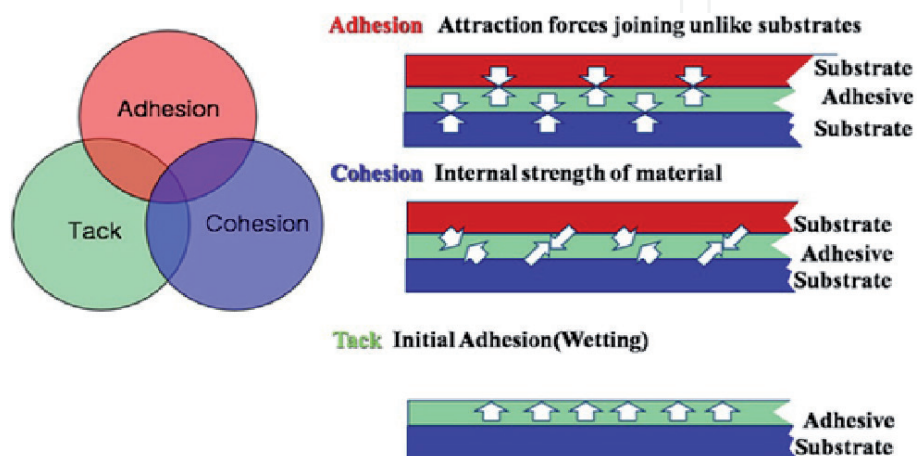 Adhesion
Tack
Cohesion
Adhesion Attraction forces joining unlike substrates
Substrate
Adhesive
Substrate
Cohesion Internal strength of material
Substrate
Adhesive
Substrate
Tack Initial Adhesion(Wetting)
Adhesive
Substrate